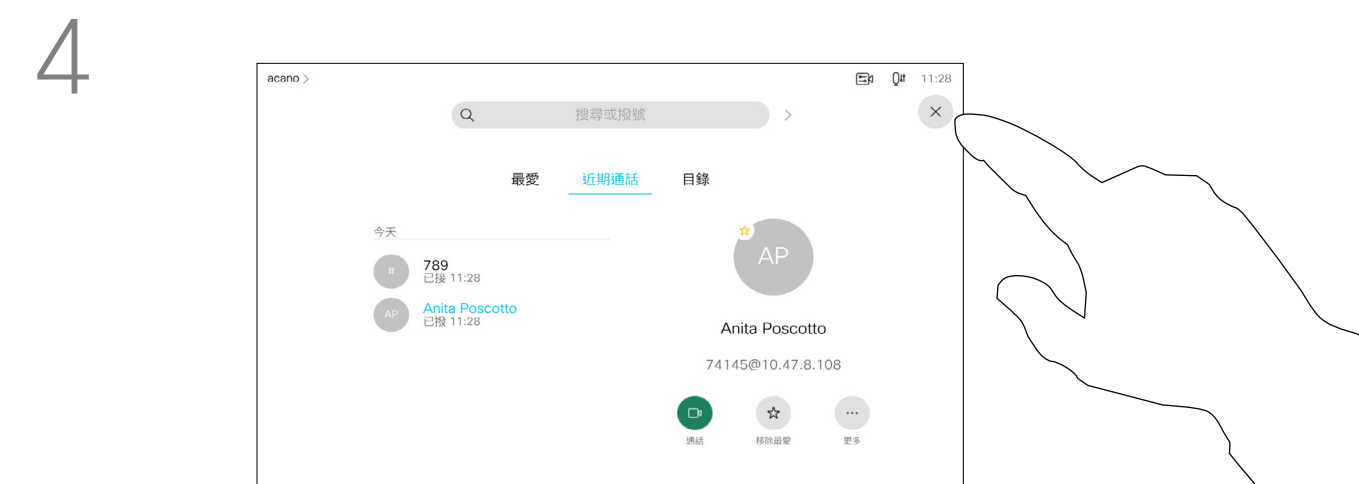 4
acano >
11:28
搜尋或撥號
最愛 近期通話 目錄
今天
#
789
已接 11:28
AP
Anita Poscotto
已撥 11:28
AP
Anita Poscotto
74145@10.47.8.108
通話 移除最愛 更多